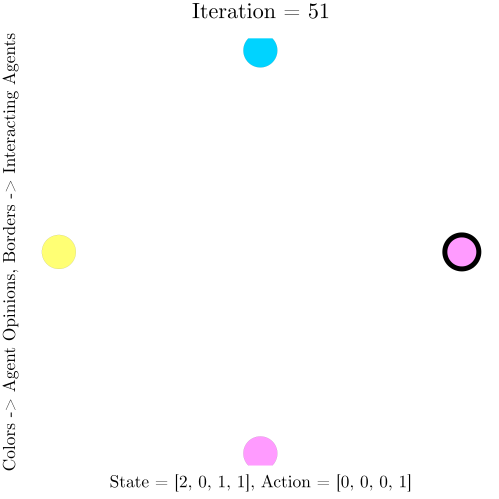 Iteration = 51
Colors -> Agent Opinions, Borders -> Interacting Agents
State = [2, 0, 1, 1], Action = [0, 0, 0, 1]